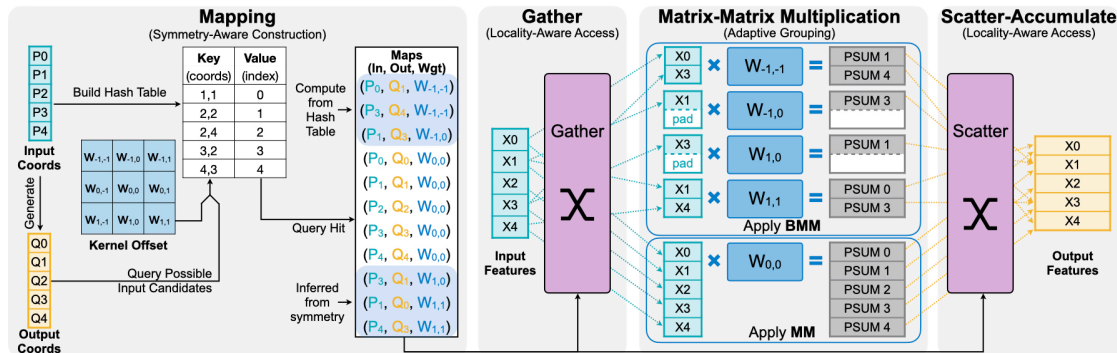 Mapping
(Symmetry-Aware Construction)
P0
P1
P2
P3
P4
Input
Coords
Build Hash Table
Key
(coords)
Value
(index)
1,1 0
2,2 1
2,4 2
3,2 3
4,3 4
W-1,-1 W-1,0 W-1,1
W0,-1 W0,0 W0,1
W1,-1 W1,0 W1,1
Kernel Offset
Generate
Q0
Q1
Q2
Q3
Q4
Output
Coords
Query Possible
Input Candidates
Query Hit
Compute
from
Hash
Table
Inferred
from
symmetry
Maps
(In, Out, Wgt)
(P0, Q1, W-1,-1)
(P3, Q4, W-1,-1)
(P1, Q3, W-1,0)
(P0, Q0, W0,0)
(P1, Q1, W0,0)
(P2, Q2, W0,0)
(P3, Q3, W0,0)
(P4, Q4, W0,0)
(P3, Q1, W1,0)
(P1, Q0, W1,1)
(P4, Q3, W1,1)
Gather
(Locality-Aware Access)
X0
X1
X2
X3
X4
Input
Features
Gather
Matrix-Matrix Multiplication
(Adaptive Grouping)
X0
X3
×
W-1,-1
=
PSUM 1
PSUM 4
X1
pad
×
W-1,0
=
PSUM 3
X3
pad
×
W1,0
=
PSUM 1
X1
X4
×
W1,1
=
PSUM 0
PSUM 3
Apply BMM
X0
X1
X2
X3
X4
×
W0,0
=
PSUM 0
PSUM 1
PSUM 2
PSUM 3
PSUM 4
Apply MM
Scatter-Accumulate
(Locality-Aware Access)
Scatter
X0
X1
X2
X3
X4
Output
Features